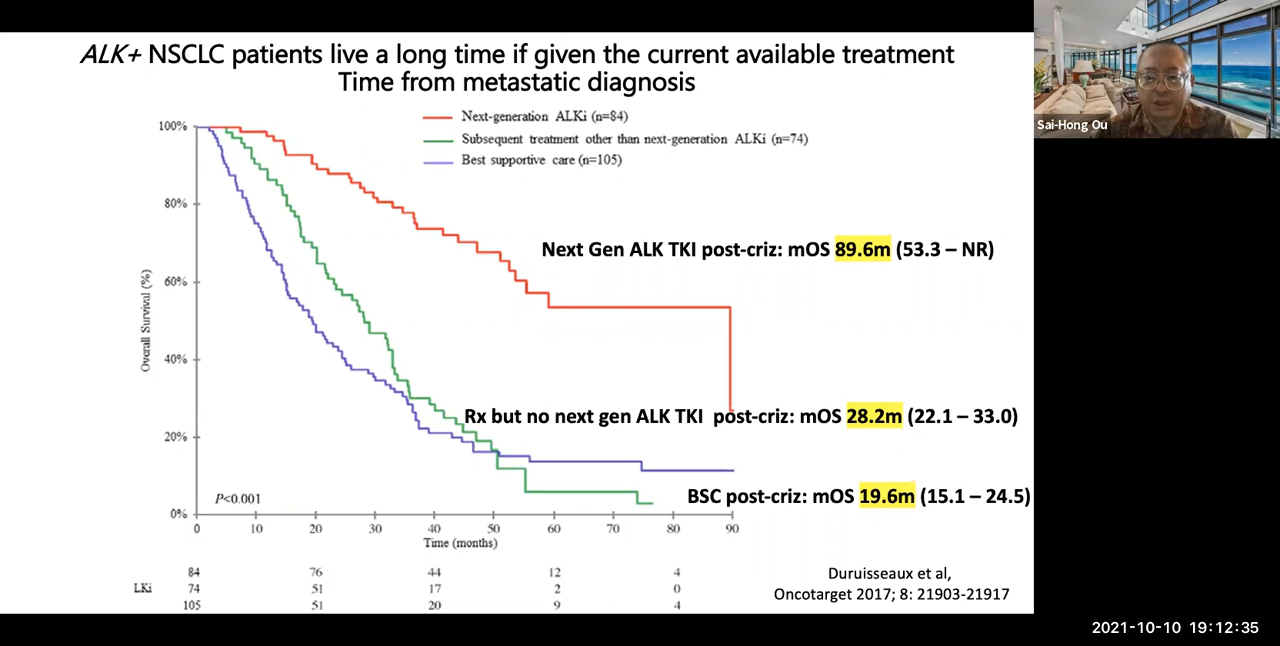 ALK+ NSCLC patients live a long time if given the current available treatment
Time from metastatic diagnosis
Next-generation ALKi (n=84)
Subsequent treatment other than next-generation ALKi (n=74)
Best supportive care (n=105)
100%
80%
60%
40%
20%
0%
Overall Survival (%)
Next Gen ALK TKI post-criz: mOS 89.6m (53.3 – NR)
Rx but no next gen ALK TKI post-criz: mOS 28.2m (22.1 – 33.0)
BSC post-criz: mOS 19.6m (15.1 – 24.5)
P<0.001
0 10 20 30 40 50 60 70 80 90
Time (months)
84 76 44 12 4
LKi 74 51 17 2 0
105 51 20 9 4
Duruisseaux et al,
Oncotarget 2017; 8: 21903-21917
Sai-Hong Ou
2021-10-10 19:12:35